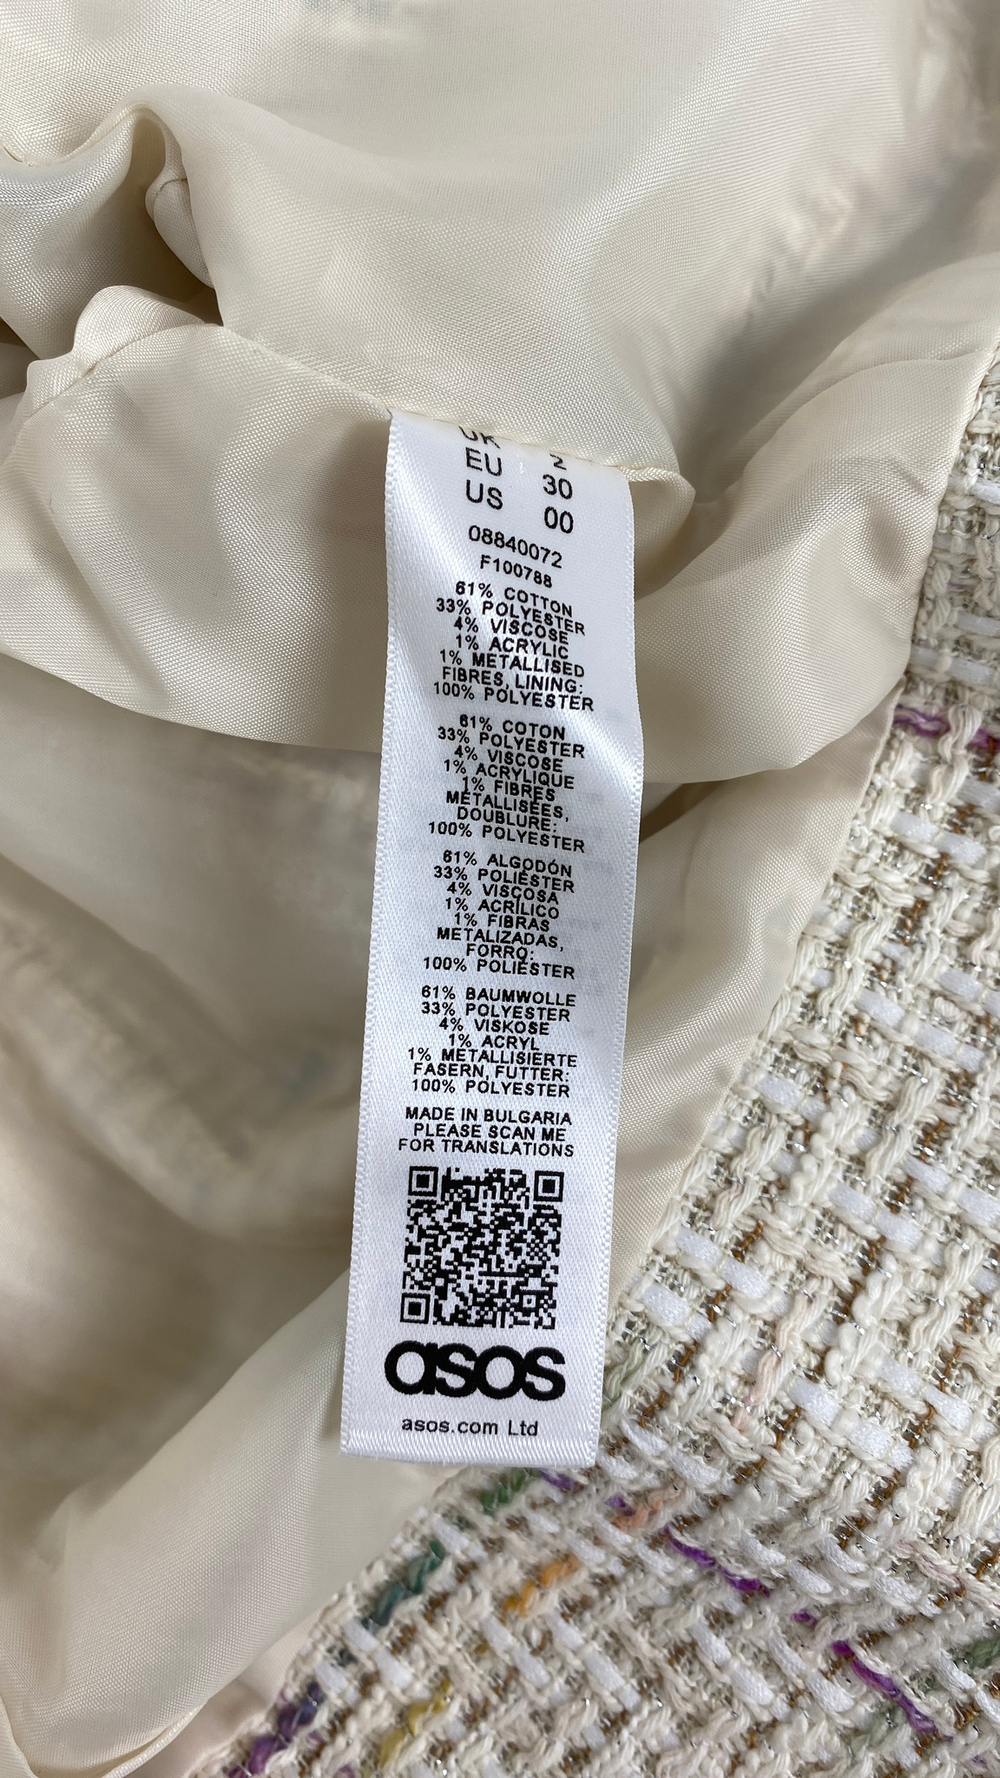 UK 2
EU 30
US 00
08840072
F100788
61% COTTON
33% POLYESTER
4% VISCOSE
1% ACRYLIC
1% METALLISED
FIBRES, LINING:
100% POLYESTER
61% COTON
33% POLYESTER
4% VISCOSE
1% ACRYLIQUE
1% FIBRES
MÉTALLISÉES,
DOUBLURE:
100% POLYESTER
61% ALGODÓN
33% POLIÉSTER
4% VISCOSA
1% ACRÍLICO
1% FIBRAS
METALIZADAS,
FORRO:
100% POLIÉSTER
61% BAUMWOLLE
33% POLYESTER
4% VISKOSE
1% ACRYL
1% METALLISIERTE
FASERN, FUTTER:
100% POLYESTER
MADE IN BULGARIA
PLEASE SCAN ME
FOR TRANSLATIONS
asos
asos.com Ltd